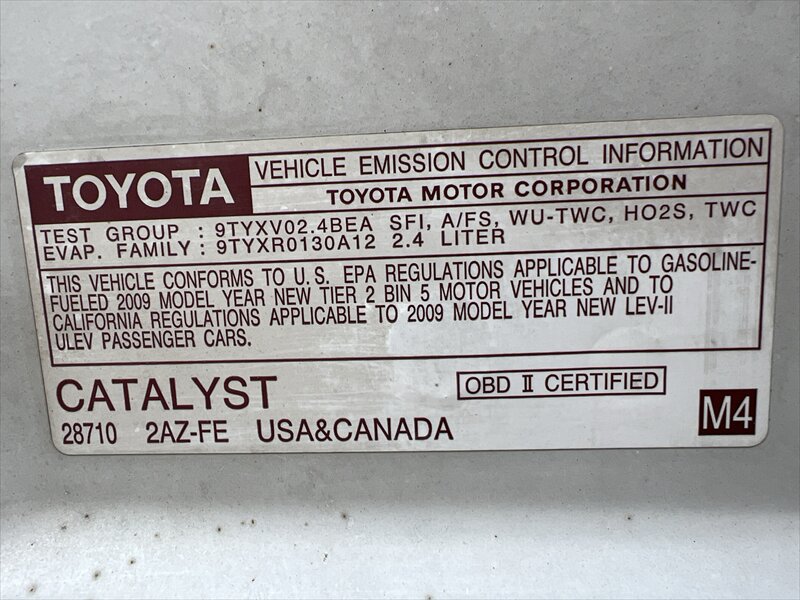 TOYOTA
VEHICLE EMISSION CONTROL INFORMATION
TOYOTA MOTOR CORPORATION
TEST GROUP : 9TYXV02.4BEA SFI, A/FS, WU-TWC, HO2S, TWC
EVAP. FAMILY : 9TYXR0130A12 2.4 LITER
THIS VEHICLE CONFORMS TO U.S. EPA REGULATIONS APPLICABLE TO GASOLINE-
FUELED 2009 MODEL YEAR NEW TIER 2 BIN 5 MOTOR VEHICLES AND TO
CALIFORNIA REGULATIONS APPLICABLE TO 2009 MODEL YEAR NEW LEV-II
ULEV PASSENGER CARS.
CATALYST
OBD II CERTIFIED
28710 2AZ-FE USA&CANADA
M4